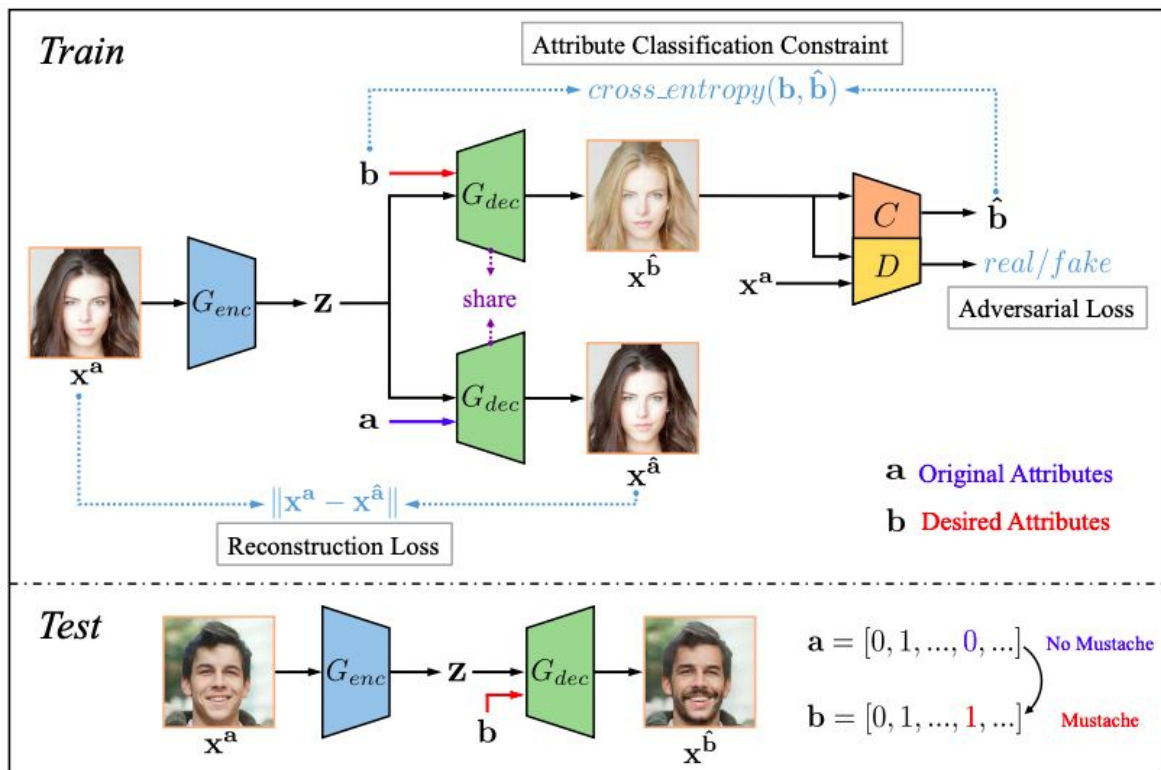 Train
Attribute Classification Constraint
cross_entropy(b, b̂)
b
G_dec
x^b̂
C
b̂
D
real/fake
x^a
Adversarial Loss
G_enc
z
share
x^a
G_dec
a
x^â
‖x^a − x^â‖
Reconstruction Loss
a Original Attributes
b Desired Attributes
Test
G_enc
z
G_dec
b
x^a
x^b̂
a = [0, 1, ..., 0, ...] No Mustache
b = [0, 1, ..., 1, ...] Mustache